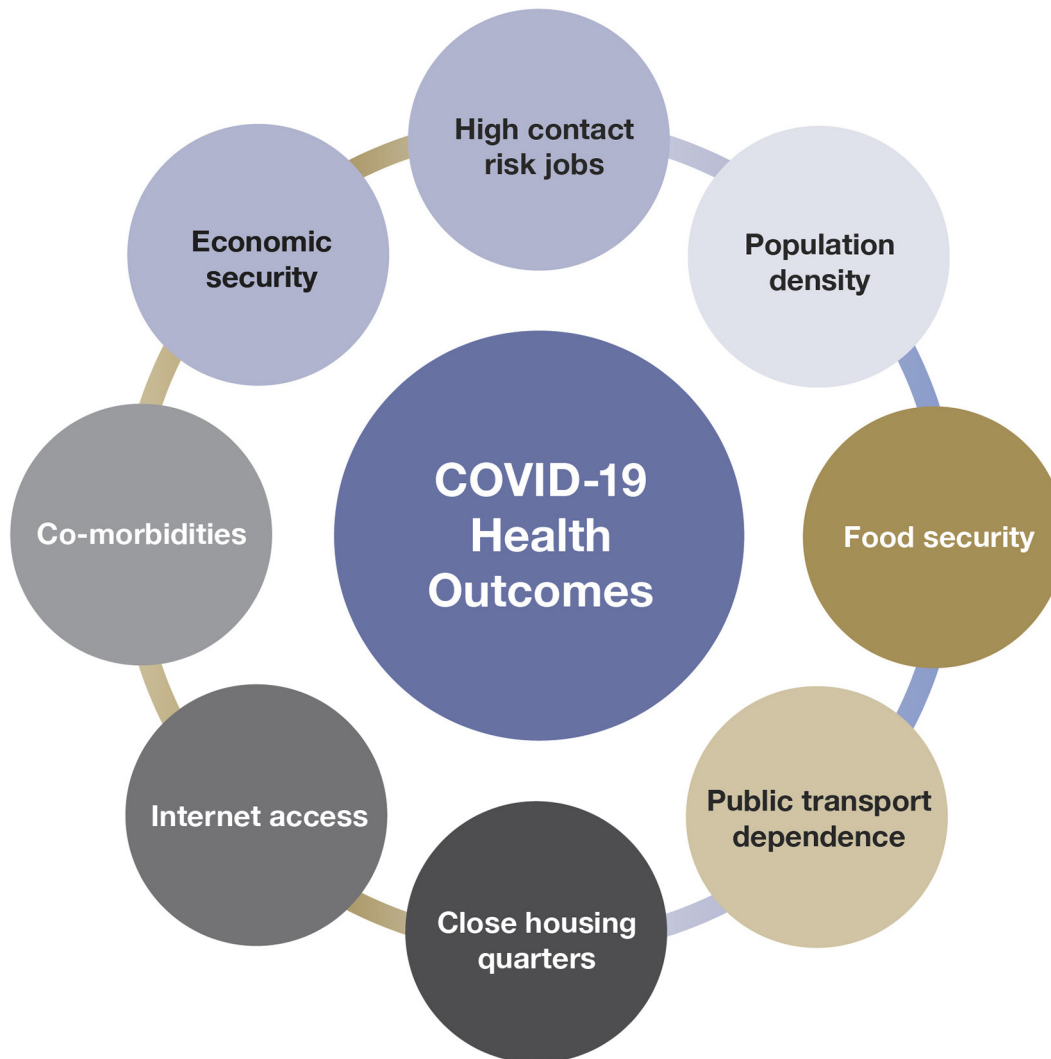 High contact
risk jobs
Economic
security
Population
density
COVID-19
Health
Outcomes
Co-morbidities
Food security
Internet access
Public transport
dependence
Close housing
quarters